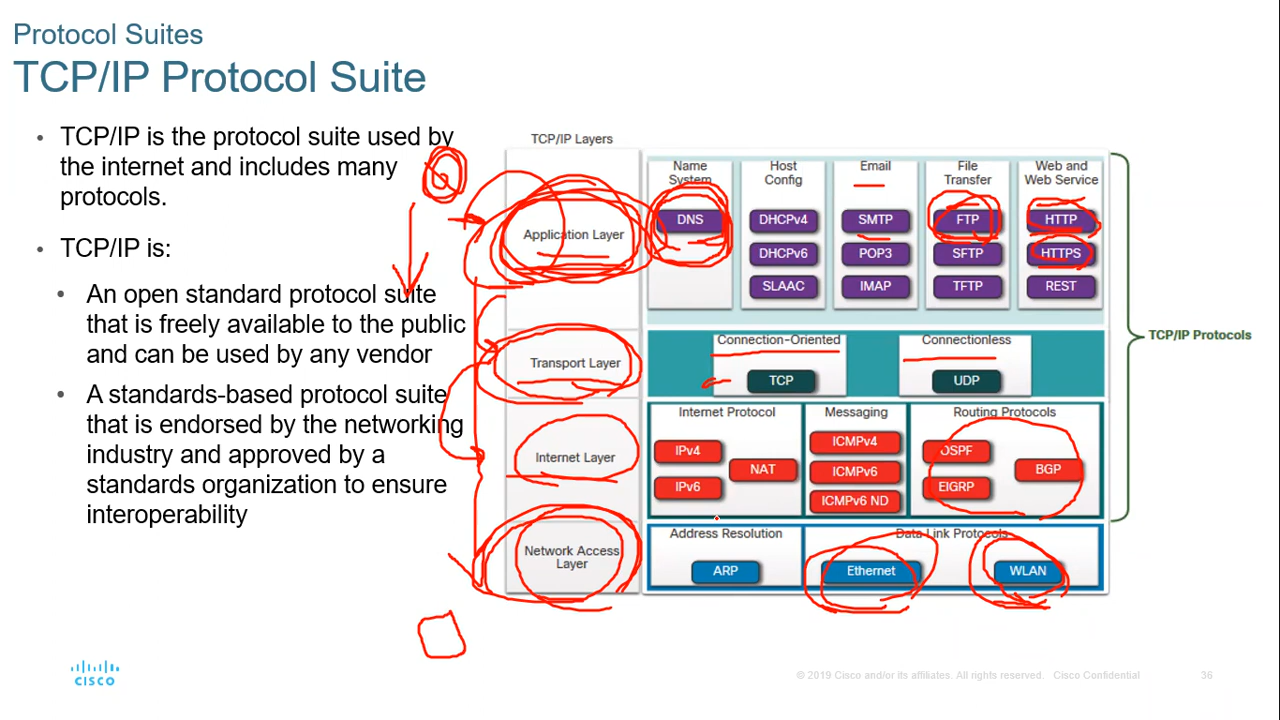 Protocol Suites
TCP/IP Protocol Suite
• TCP/IP is the protocol suite used by
the internet and includes many
protocols.
• TCP/IP is:
• An open standard protocol suite
that is freely available to the public
and can be used by any vendor
• A standards-based protocol suite
that is endorsed by the networking
industry and approved by a
standards organization to ensure
interoperability
TCP/IP Layers
Application Layer
Transport Layer
Internet Layer
Network Access
Layer
Name
System
DNS
Host
Config
DHCPv4
DHCPv6
SLAAC
Email
SMTP
POP3
IMAP
File
Transfer
FTP
SFTP
TFTP
Web and
Web Service
HTTP
HTTPS
REST
Connection-Oriented
TCP
Connectionless
UDP
Internet Protocol
IPv4
IPv6
NAT
Messaging
ICMPv4
ICMPv6
ICMPv6 ND
Routing Protocols
OSPF
EIGRP
BGP
Address Resolution
ARP
Data Link Protocols
Ethernet
WLAN
TCP/IP Protocols
CISCO
© 2019 Cisco and/or its affiliates. All rights reserved. Cisco Confidential
36